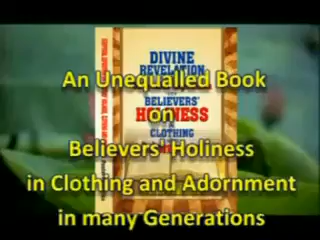 DIVINE
REVELATION
An Unequalled Book
BELIEVERS'
on
HOLINESS
Believers' Holiness
CLOTHING
in Clothing and Adornment
in many Generations